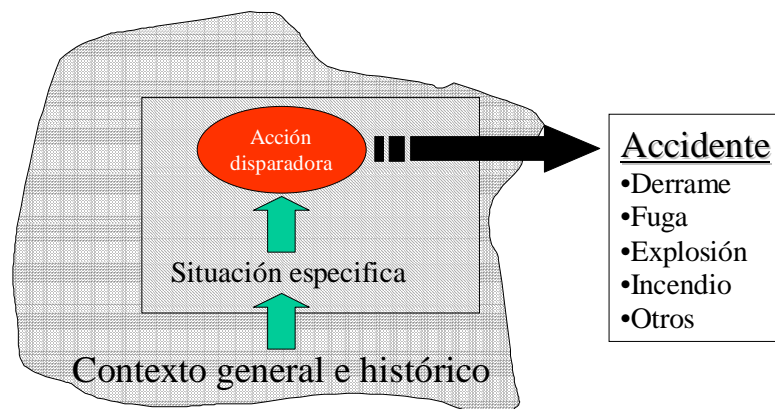 Acción
disparadora
Situación especifica
Contexto general e histórico
Accidente
•Derrame
•Fuga
•Explosión
•Incendio
•Otros